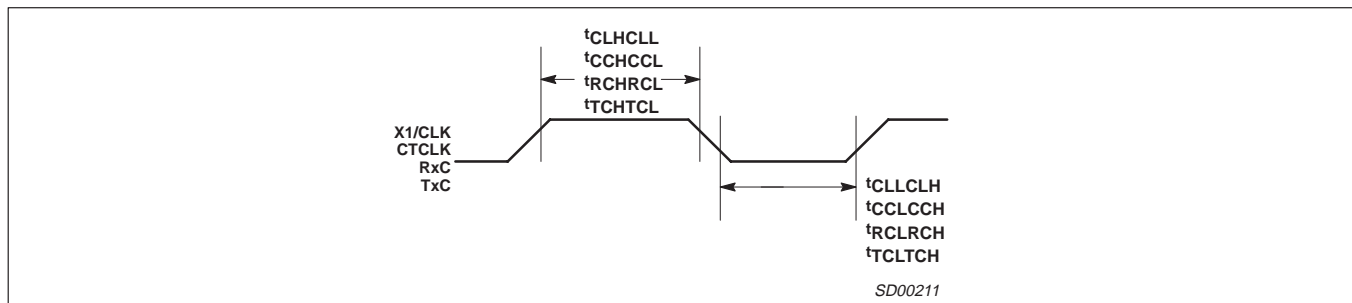 tCLHCLL
tCCHCCL
tRCHRCL
tTCHTCL
X1/CLK
CTCLK
RxC
TxC
tCLLCLH
tCCLCCH
tRCLRCH
tTCLTCH
SD00211